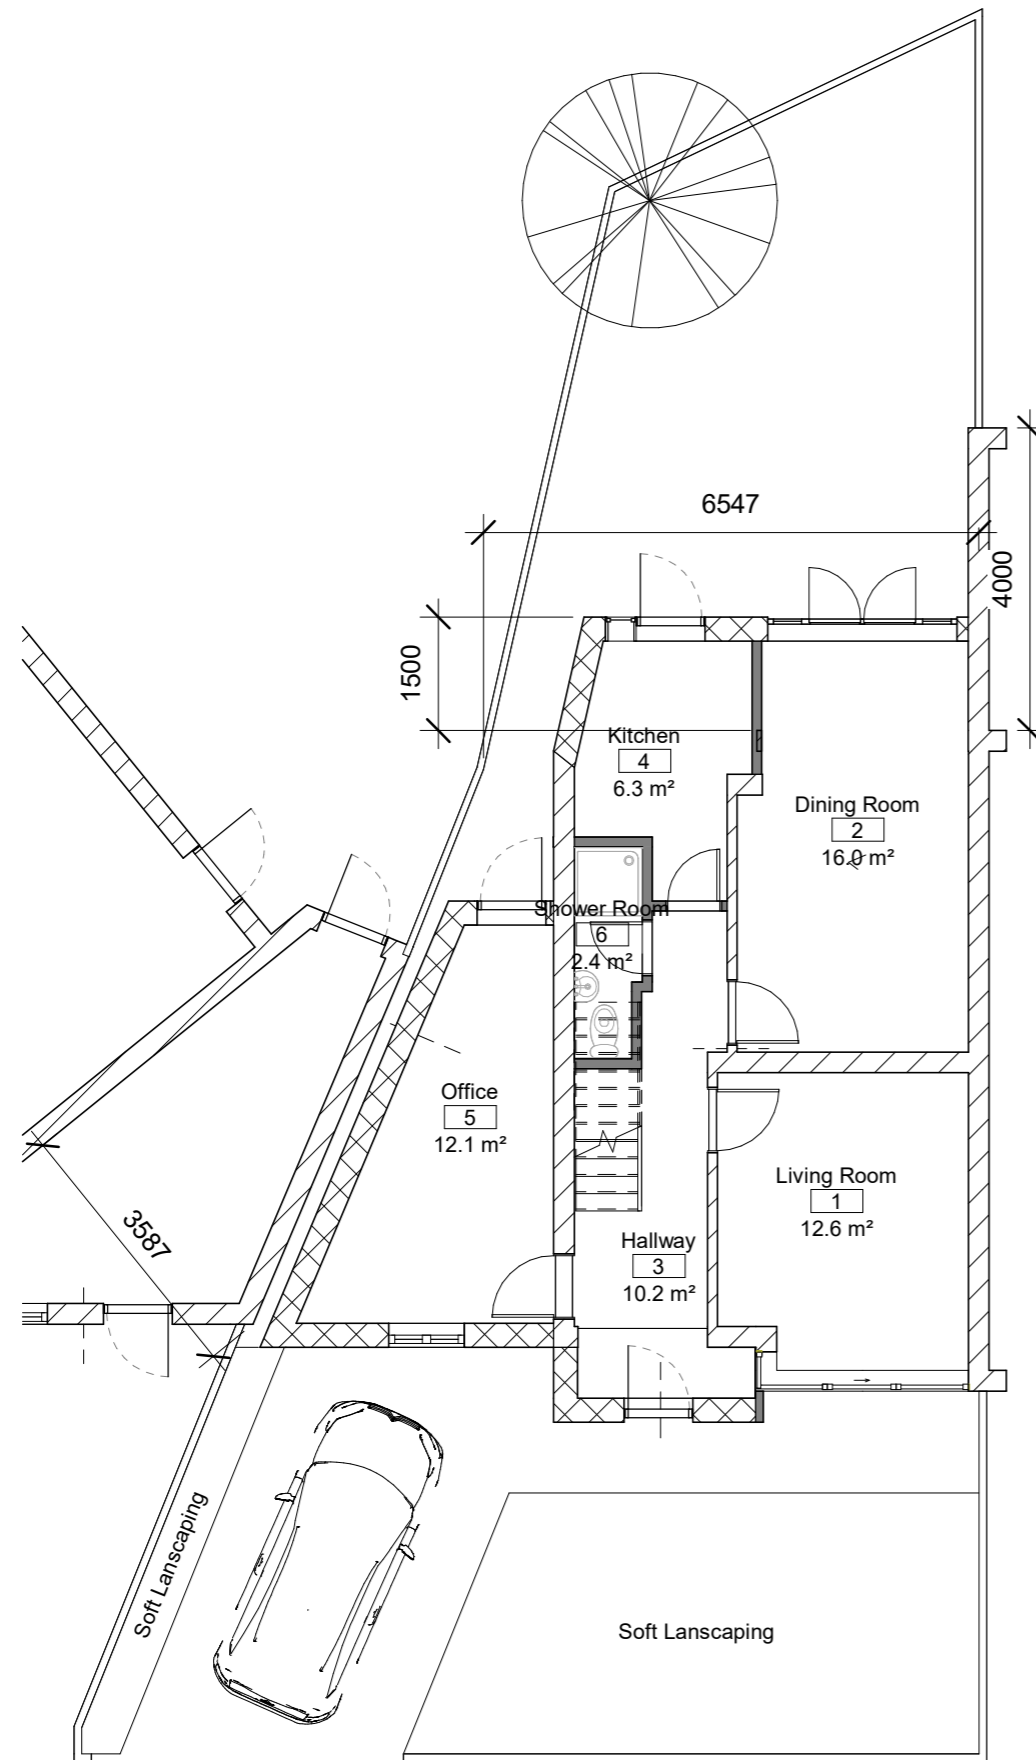 6547
4000
1500
Kitchen
4
6.3 m²
Dining Room
2
16.0 m²
Shower Room
6
2.4 m²
Office
5
12.1 m²
Living Room
1
12.6 m²
3587
Hallway
3
10.2 m²
Soft Lanscaping
Soft Lanscaping